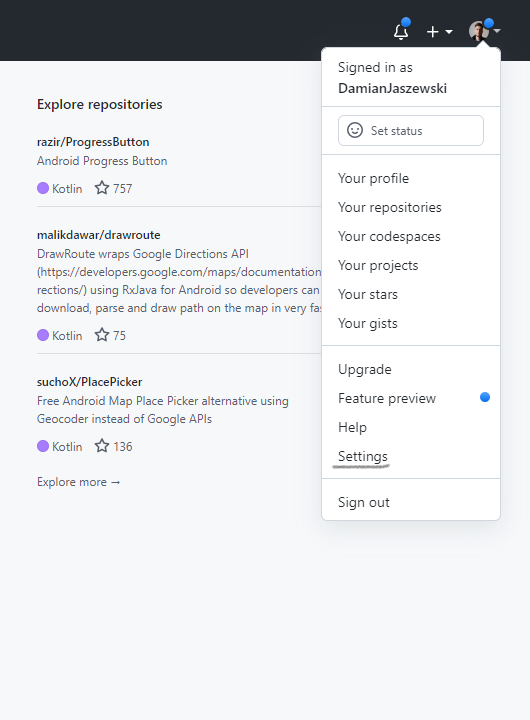 Explore repositories
razir/ProgressButton
Android Progress Button
Kotlin 757
malikdawar/drawroute
DrawRoute wraps Google Directions API
(https://developers.google.com/maps/documentation
rections/) using RxJava for Android so developers can
download, parse and draw path on the map in very
Kotlin 75
suchoX/PlacePicker
Free Android Map Place Picker alternative using
Geocoder instead of Google APIs
Kotlin 136
Explore more →
Signed in as
DamianJaszewski
Set status
Your profile
Your repositories
Your codespaces
Your projects
Your stars
Your gists
Upgrade
Feature preview
Help
Settings
Sign out